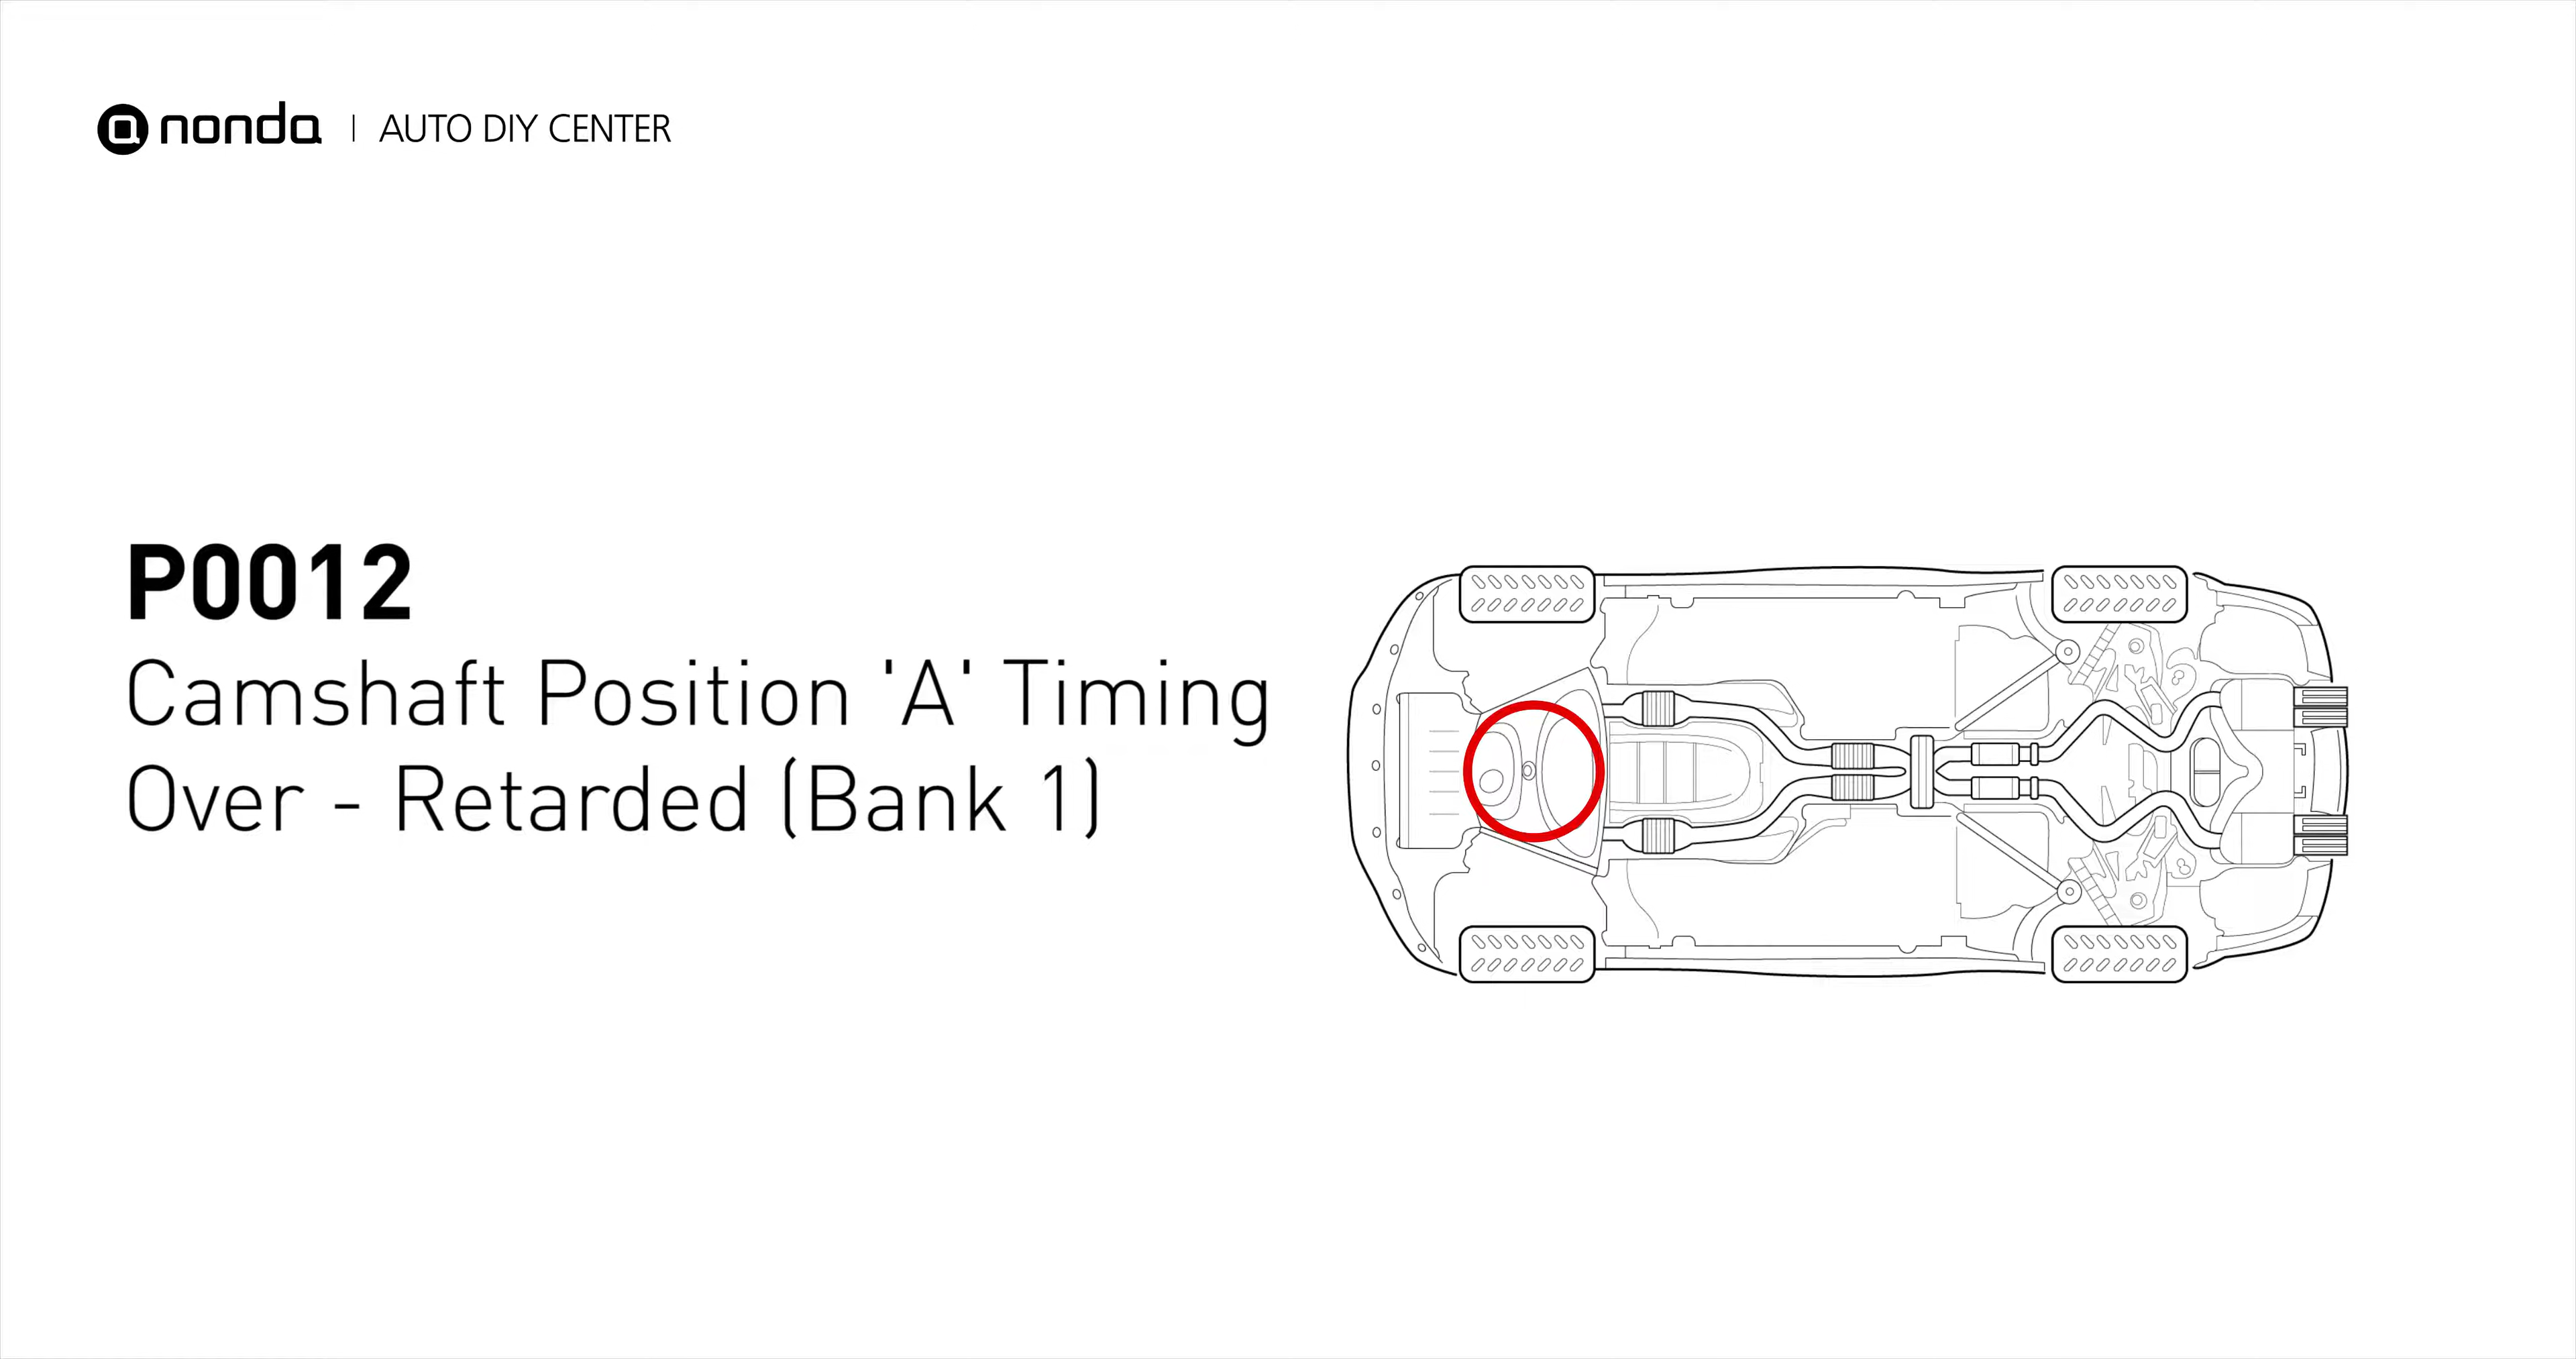 nonda | AUTO DIY CENTER
P0012
Camshaft Position 'A' Timing
Over - Retarded (Bank 1)